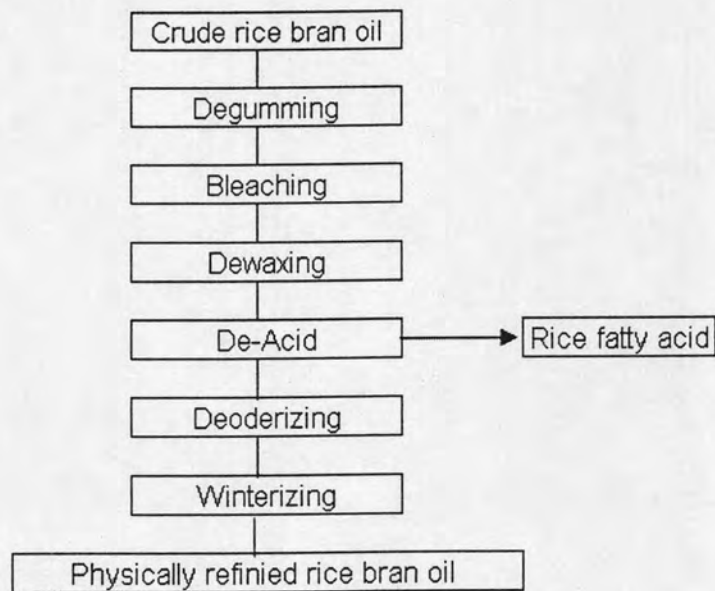 Crude rice bran oil
Degumming
Bleaching
Dewaxing
De-Acid
Rice fatty acid
Deoderizing
Winterizing
Physically refinied rice bran oil